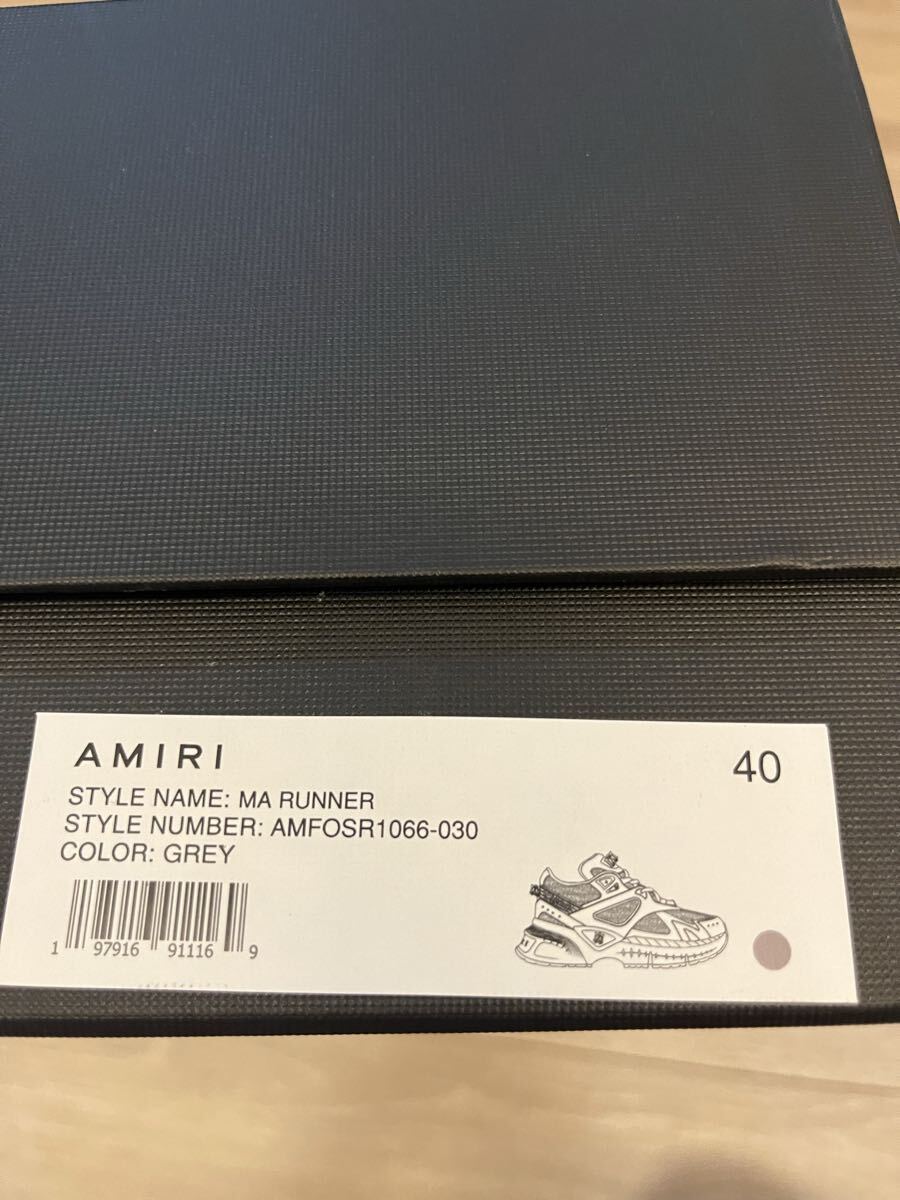 AMIRI
40
STYLE NAME: MA RUNNER
STYLE NUMBER: AMFOSR1066-030
COLOR: GREY
1 97916 91116 9